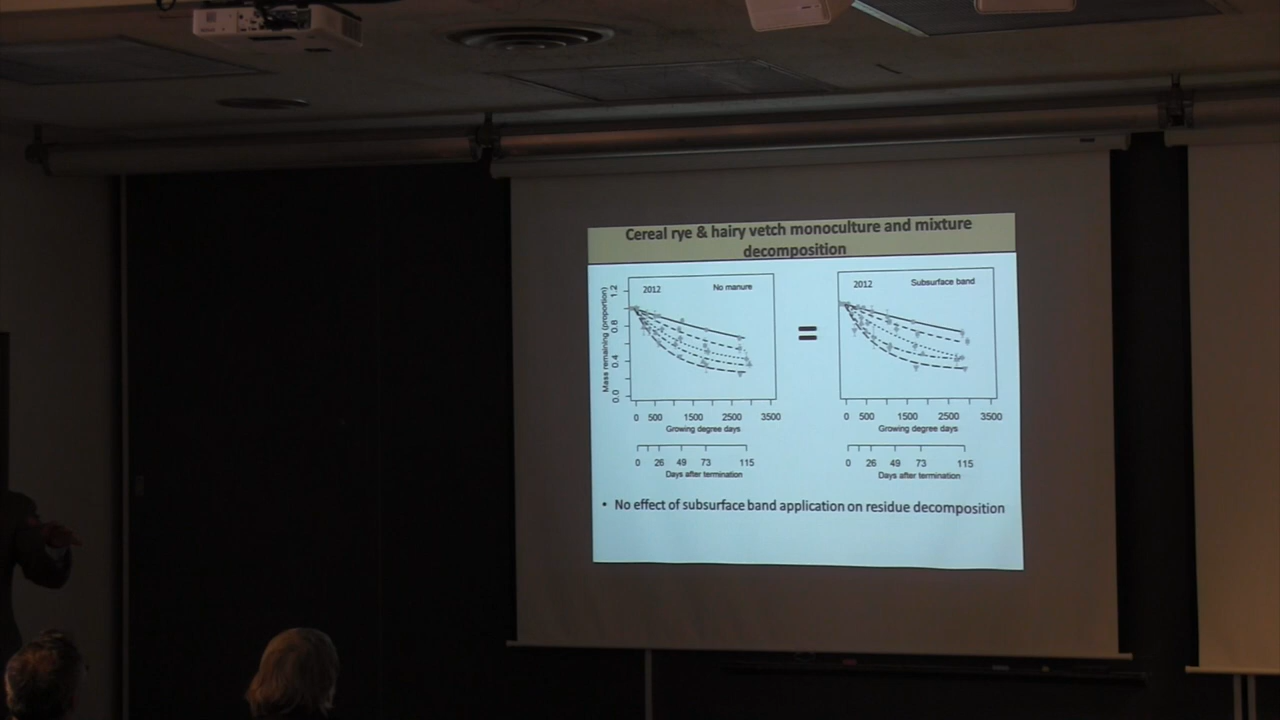 Cereal rye & hairy vetch monoculture and mixture
decomposition
2012
No manure
Mass remaining (proportion)
1.2
0.8
0.4
0.0
0 500 1500 2500 3500
Growing degree days
0 26 49 73 115
Days after termination
=
2012
Subsurface band
0 500 1500 2500 3500
Growing degree days
0 26 49 73 115
Days after termination
• No effect of subsurface band application on residue decomposition